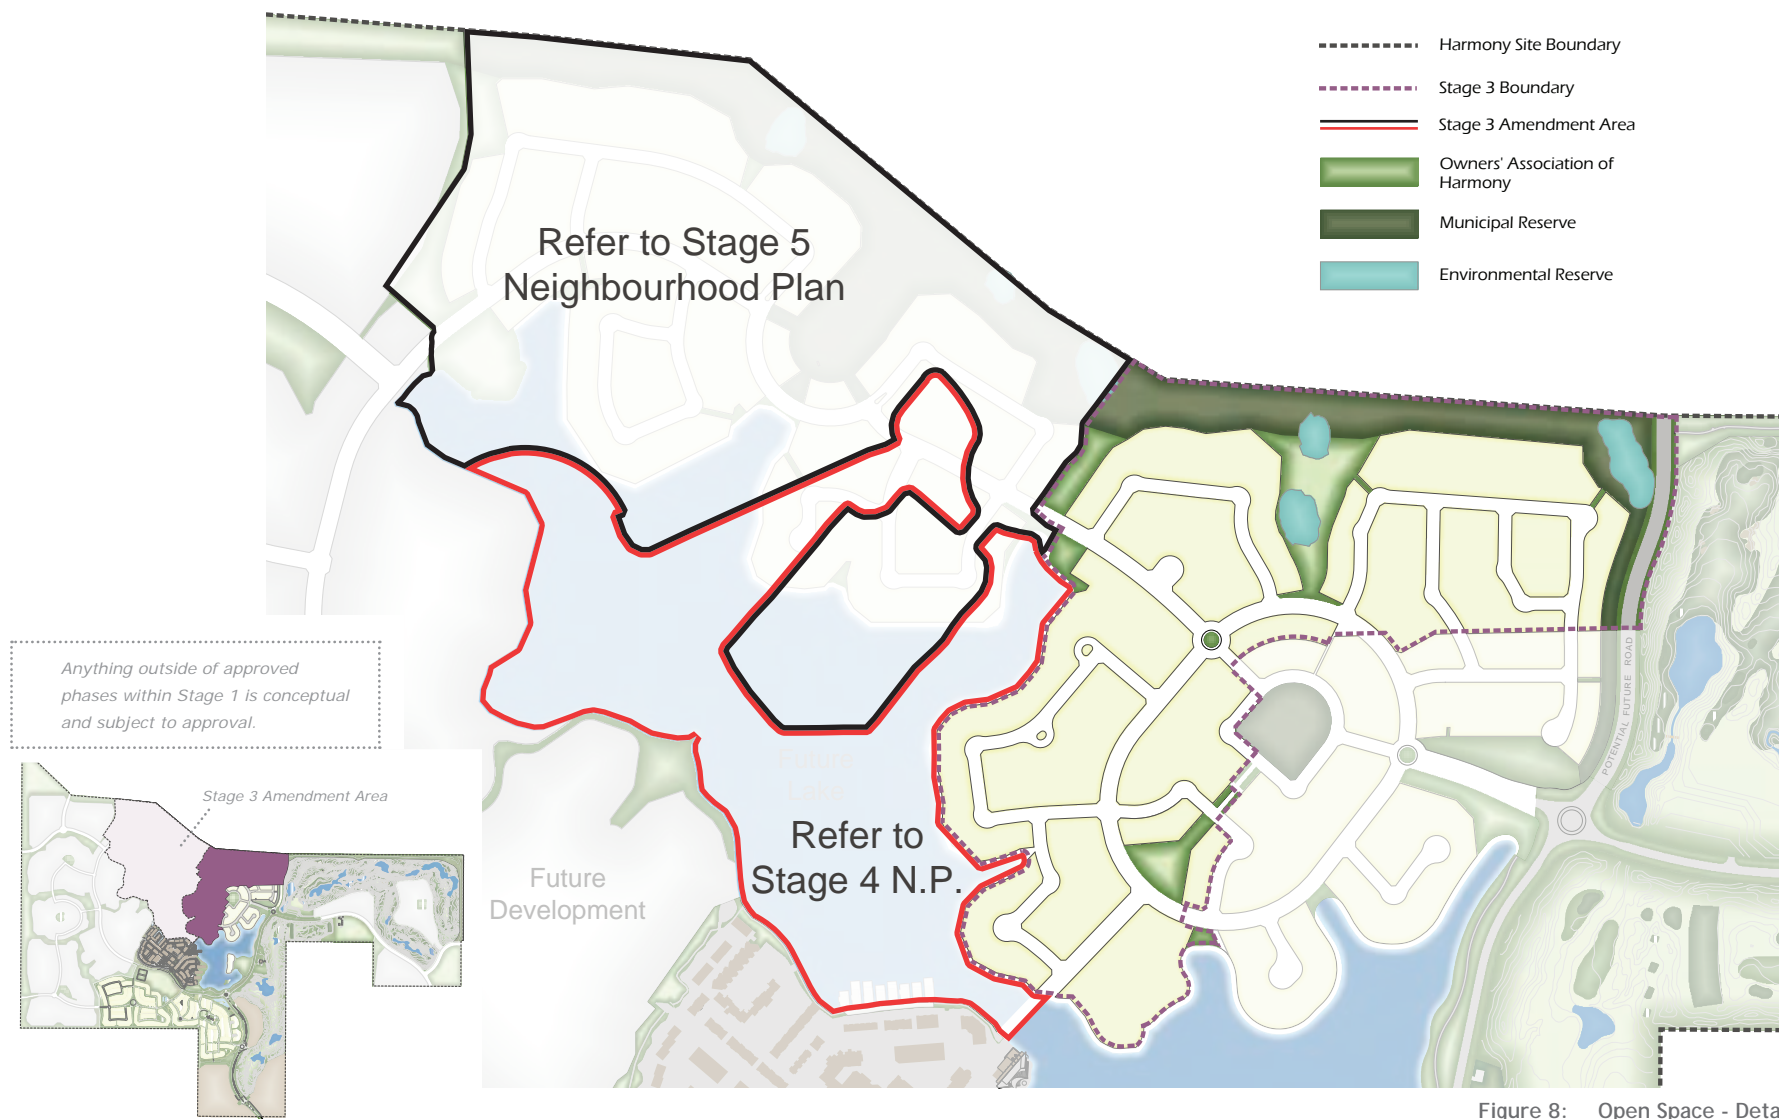 Harmony Site Boundary
Stage 3 Boundary
Stage 3 Amendment Area
Owners' Association of
Harmony
Municipal Reserve
Environmental Reserve
Refer to Stage 5
Neighbourhood Plan
Anything outside of approved
phases within Stage 1 is conceptual
and subject to approval.
Stage 3 Amendment Area
Future
Lake
Refer to
Stage 4 N.P.
Future
Development
POTENTIAL FUTURE ROAD
Figure 8: Open Space - Deta